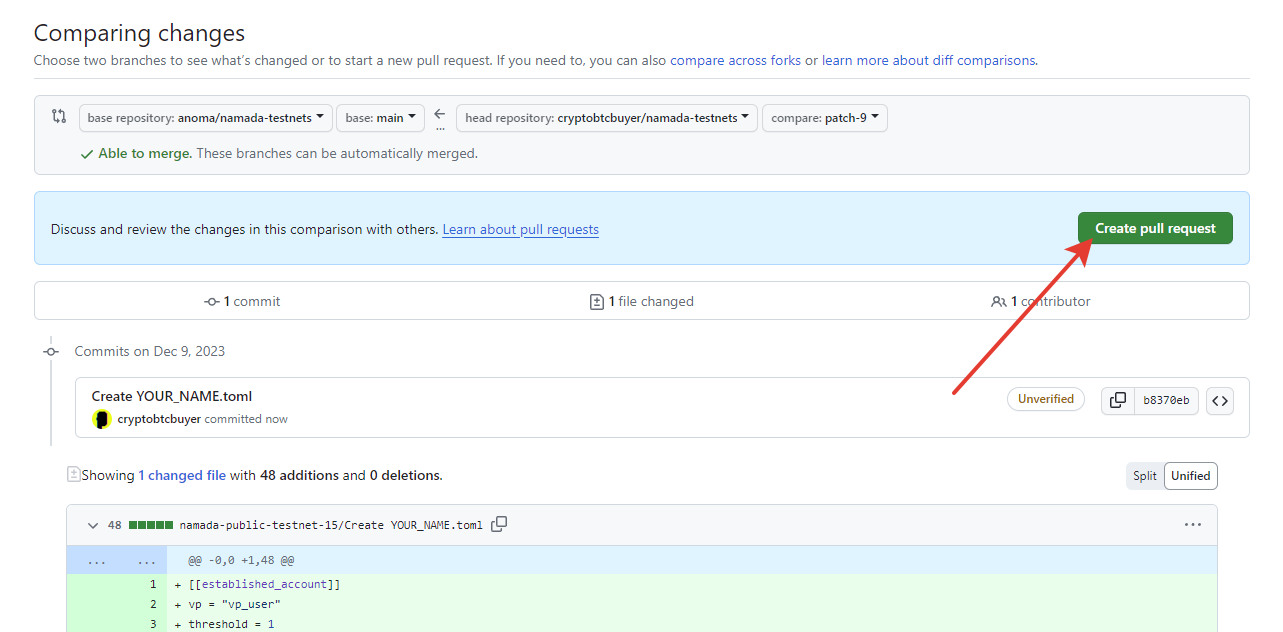 Comparing changes
Choose two branches to see what's changed or to start a new pull request. If you need to, you can also compare across forks or learn more about diff comparisons.
base repository: anoma/namada-testnets base: main ... head repository: cryptobtcbuyer/namada-testnets compare: patch-9
Able to merge. These branches can be automatically merged.
Discuss and review the changes in this comparison with others. Learn about pull requests Create pull request
1 commit 1 file changed 1 contributor
Commits on Dec 9, 2023
Create YOUR_NAME.toml Unverified b8370eb
cryptobtcbuyer committed now
Showing 1 changed file with 48 additions and 0 deletions. Split Unified
48 namada-public-testnet-15/Create YOUR_NAME.toml ...
... ... @@ -0,0 +1,48 @@
1 + [[established_account]]
2 + vp = "vp_user"
3 + threshold = 1